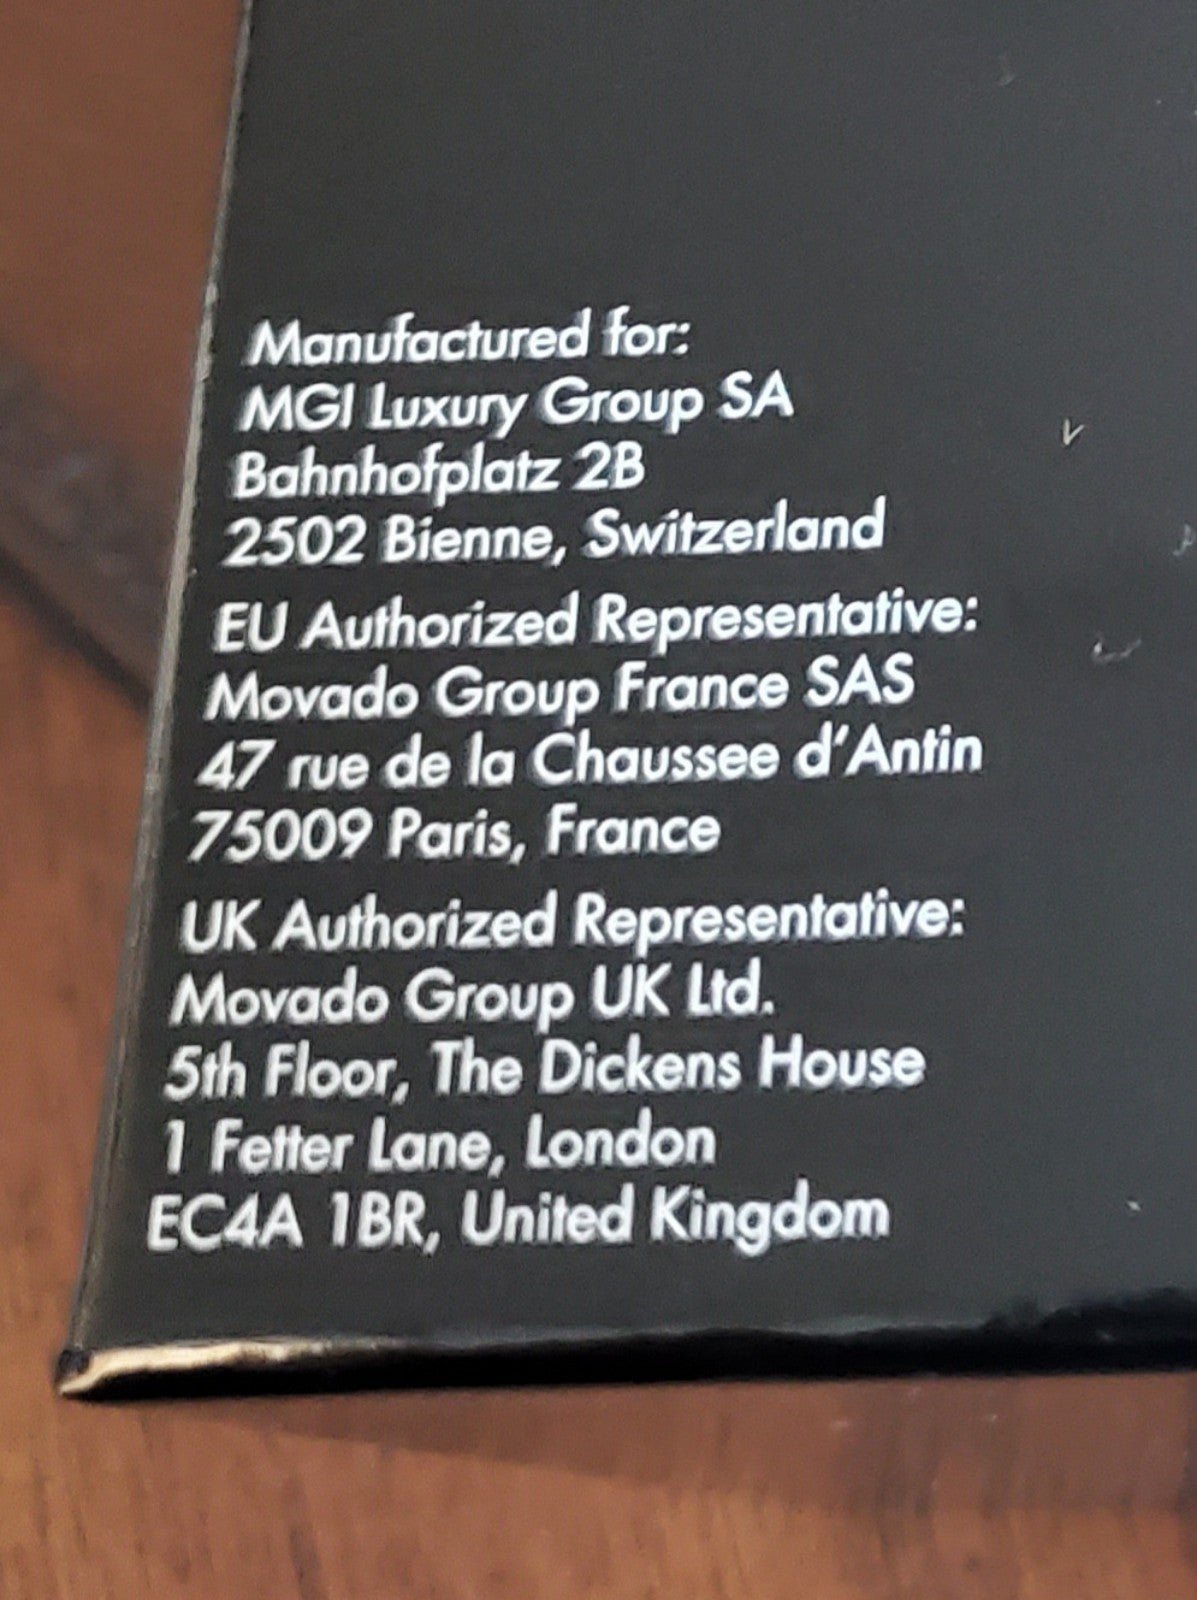 Manufactured for:
MGI Luxury Group SA
Bahnhofplatz 2B
2502 Bienne, Switzerland
EU Authorized Representative:
Movado Group France SAS
47 rue de la Chaussee d'Antin
75009 Paris, France
UK Authorized Representative:
Movado Group UK Ltd.
5th Floor, The Dickens House
1 Fetter Lane, London
EC4A 1BR, United Kingdom